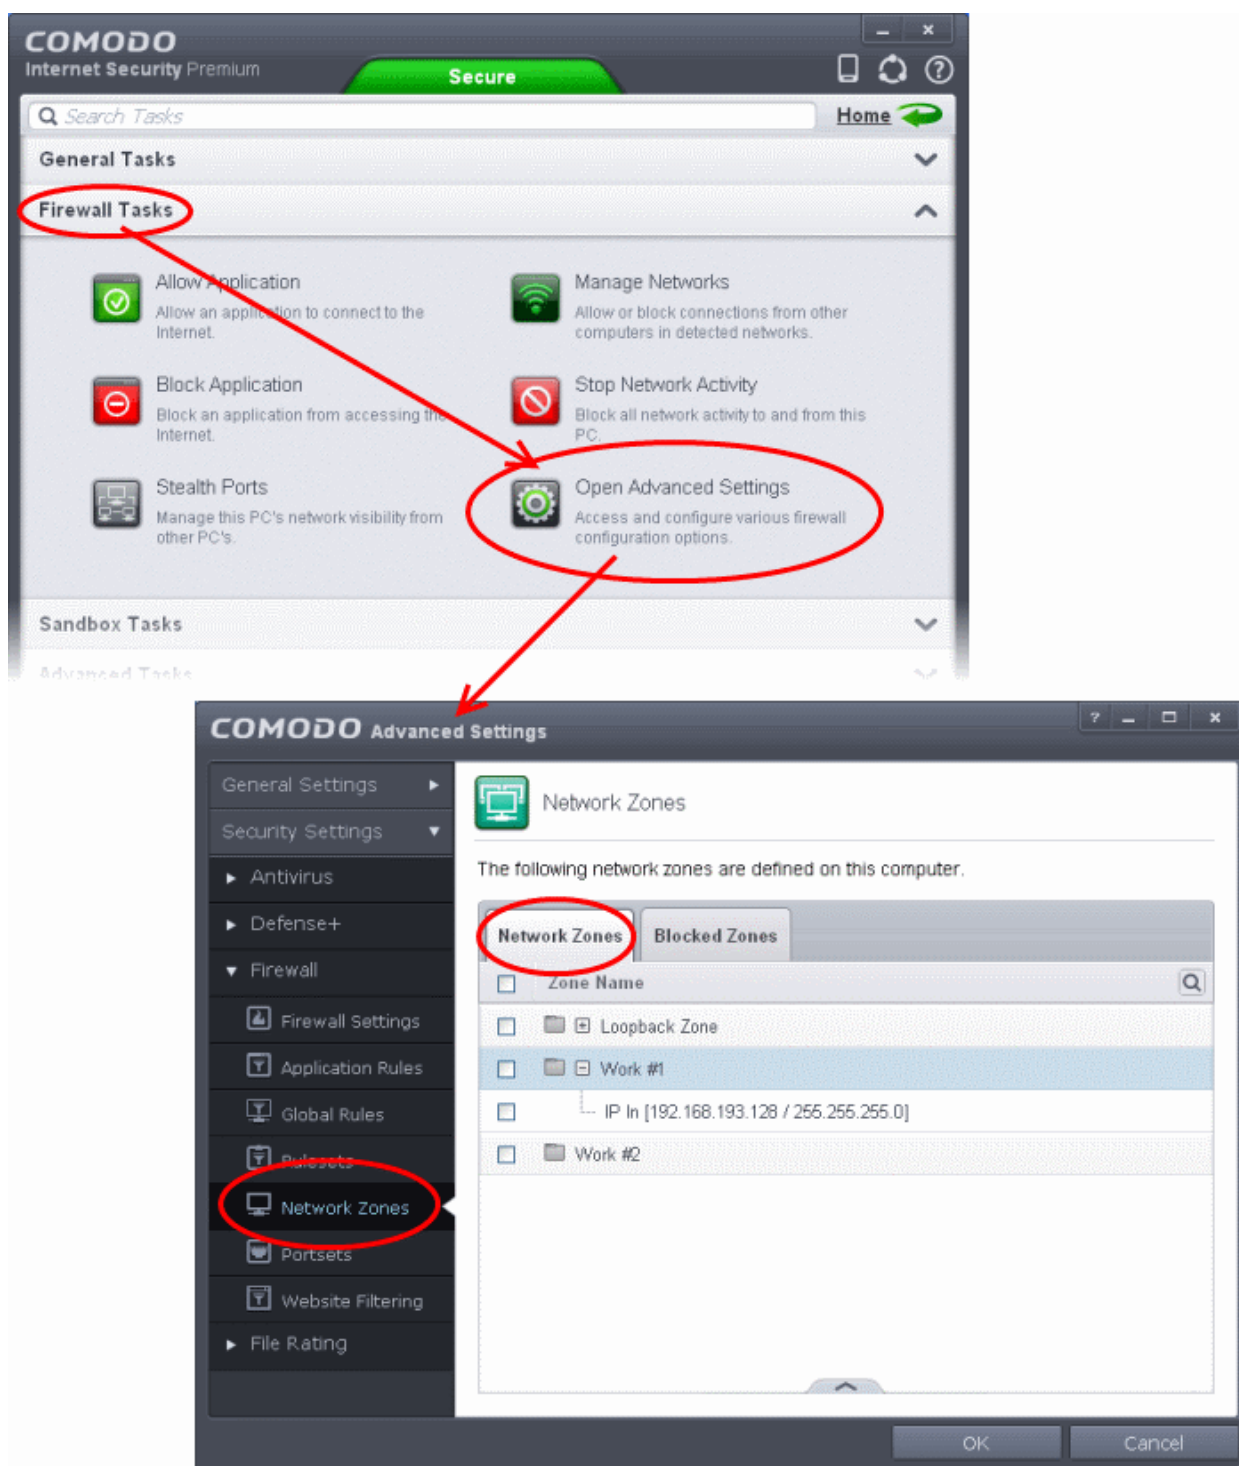 COMODO
Internet Security Premium
Secure
Search Tasks
Home
General Tasks
Firewall Tasks
Allow Application
Allow an application to connect to the
Internet.
Manage Networks
Allow or block connections from other
computers in detected networks.
Block Application
Block an application from accessing the
Internet.
Stop Network Activity
Block all network activity to and from this
PC.
Stealth Ports
Manage this PC's network visibility from
other PC's.
Open Advanced Settings
Access and configure various firewall
configuration options.
Sandbox Tasks
Advanced Tasks
COMODO Advanced Settings
General Settings
Security Settings
Antivirus
Defense+
Firewall
Firewall Settings
Application Rules
Global Rules
Rulesets
Network Zones
Portsets
Website Filtering
File Rating
Network Zones
The following network zones are defined on this computer.
Network Zones
Blocked Zones
Zone Name
Loopback Zone
Work #1
IP In [192.168.193.128 / 255.255.255.0]
Work #2
OK
Cancel